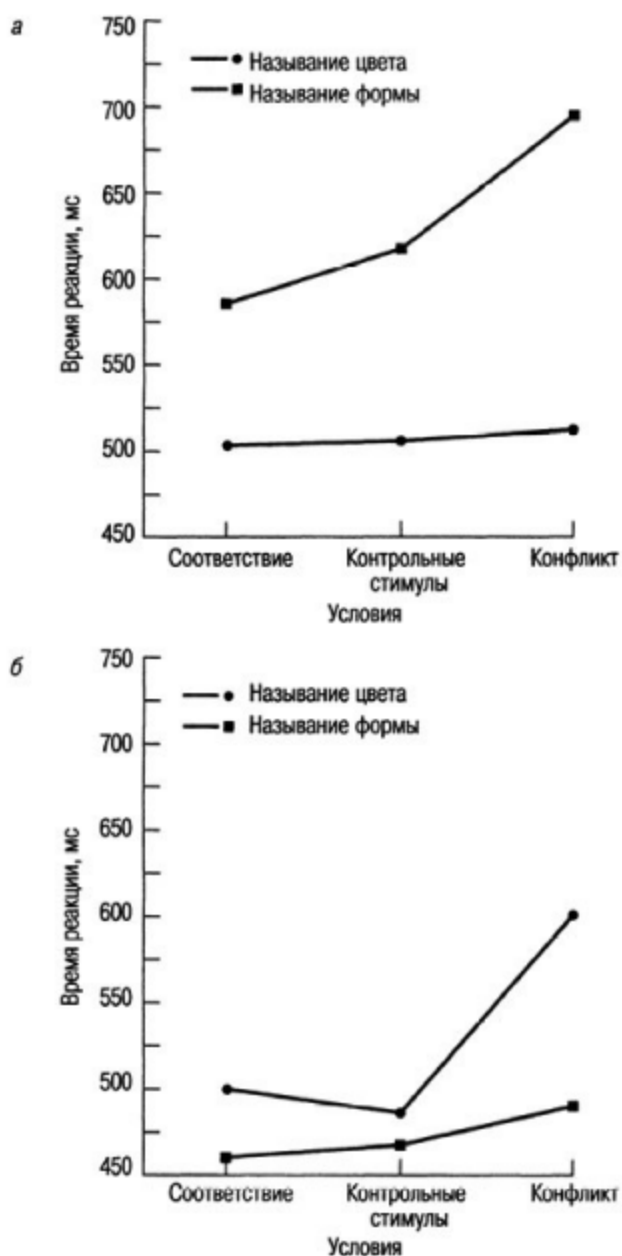 а
750
Называние цвета
Называние формы
700
650
600
550
500
450
Время реакции, мс
Соответствие
Контрольные
стимулы
Конфликт
Условия
б
750
Называние цвета
Называние формы
700
650
600
550
500
450
Время реакции, мс
Соответствие
Контрольные
стимулы
Конфликт
Условия